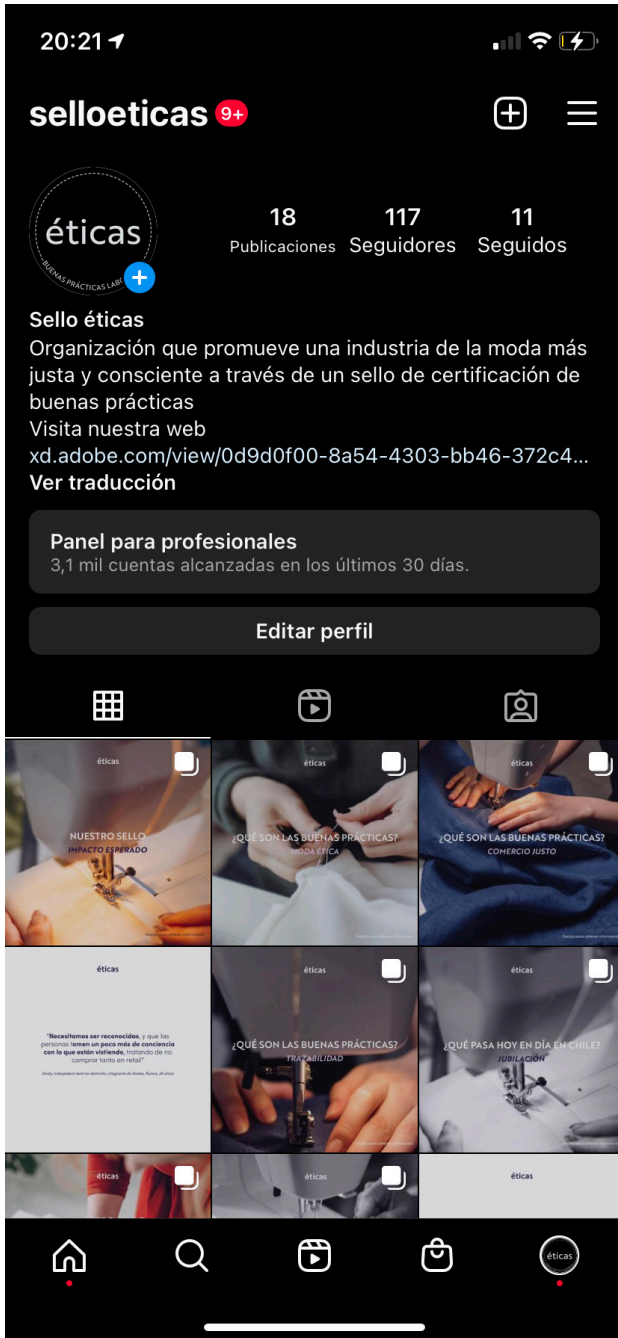 20:21
selloeticas 9+
éticas
BUENAS PRÁCTICAS LABO
18 117 11
Publicaciones Seguidores Seguidos
Sello éticas
Organización que promueve una industria de la moda más
justa y consciente a través de un sello de certificación de
buenas prácticas
Visita nuestra web
xd.adobe.com/view/0d9d0f00-8a54-4303-bb46-372c4...
Ver traducción
Panel para profesionales
3,1 mil cuentas alcanzadas en los últimos 30 días.
Editar perfil
éticas
NUESTRO SELLO
IMPACTO ESPERADO
éticas
¿QUÉ SON LAS BUENAS PRÁCTICAS?
MODA ÉTICA
éticas
¿QUÉ SON LAS BUENAS PRÁCTICAS?
COMERCIO JUSTO
éticas
"Necesitamos ser reconocidas, y que las
personas tomen un poco más de conciencia
con lo que están vistiendo, tratando de no
comprar tanto en retail"
éticas
¿QUÉ SON LAS BUENAS PRÁCTICAS?
TRAZABILIDAD
éticas
¿QUÉ PASA HOY EN DÍA EN CHILE?
JUBILACIÓN
éticas
éticas
éticas
éticas